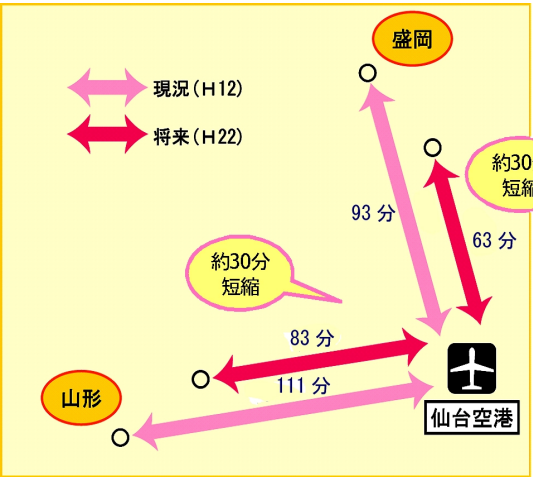 盛岡
現況(H12)
将来(H22)
約30
短縮
93 分
63 分
約30分
短縮
83 分
111 分
山形
仙台空港